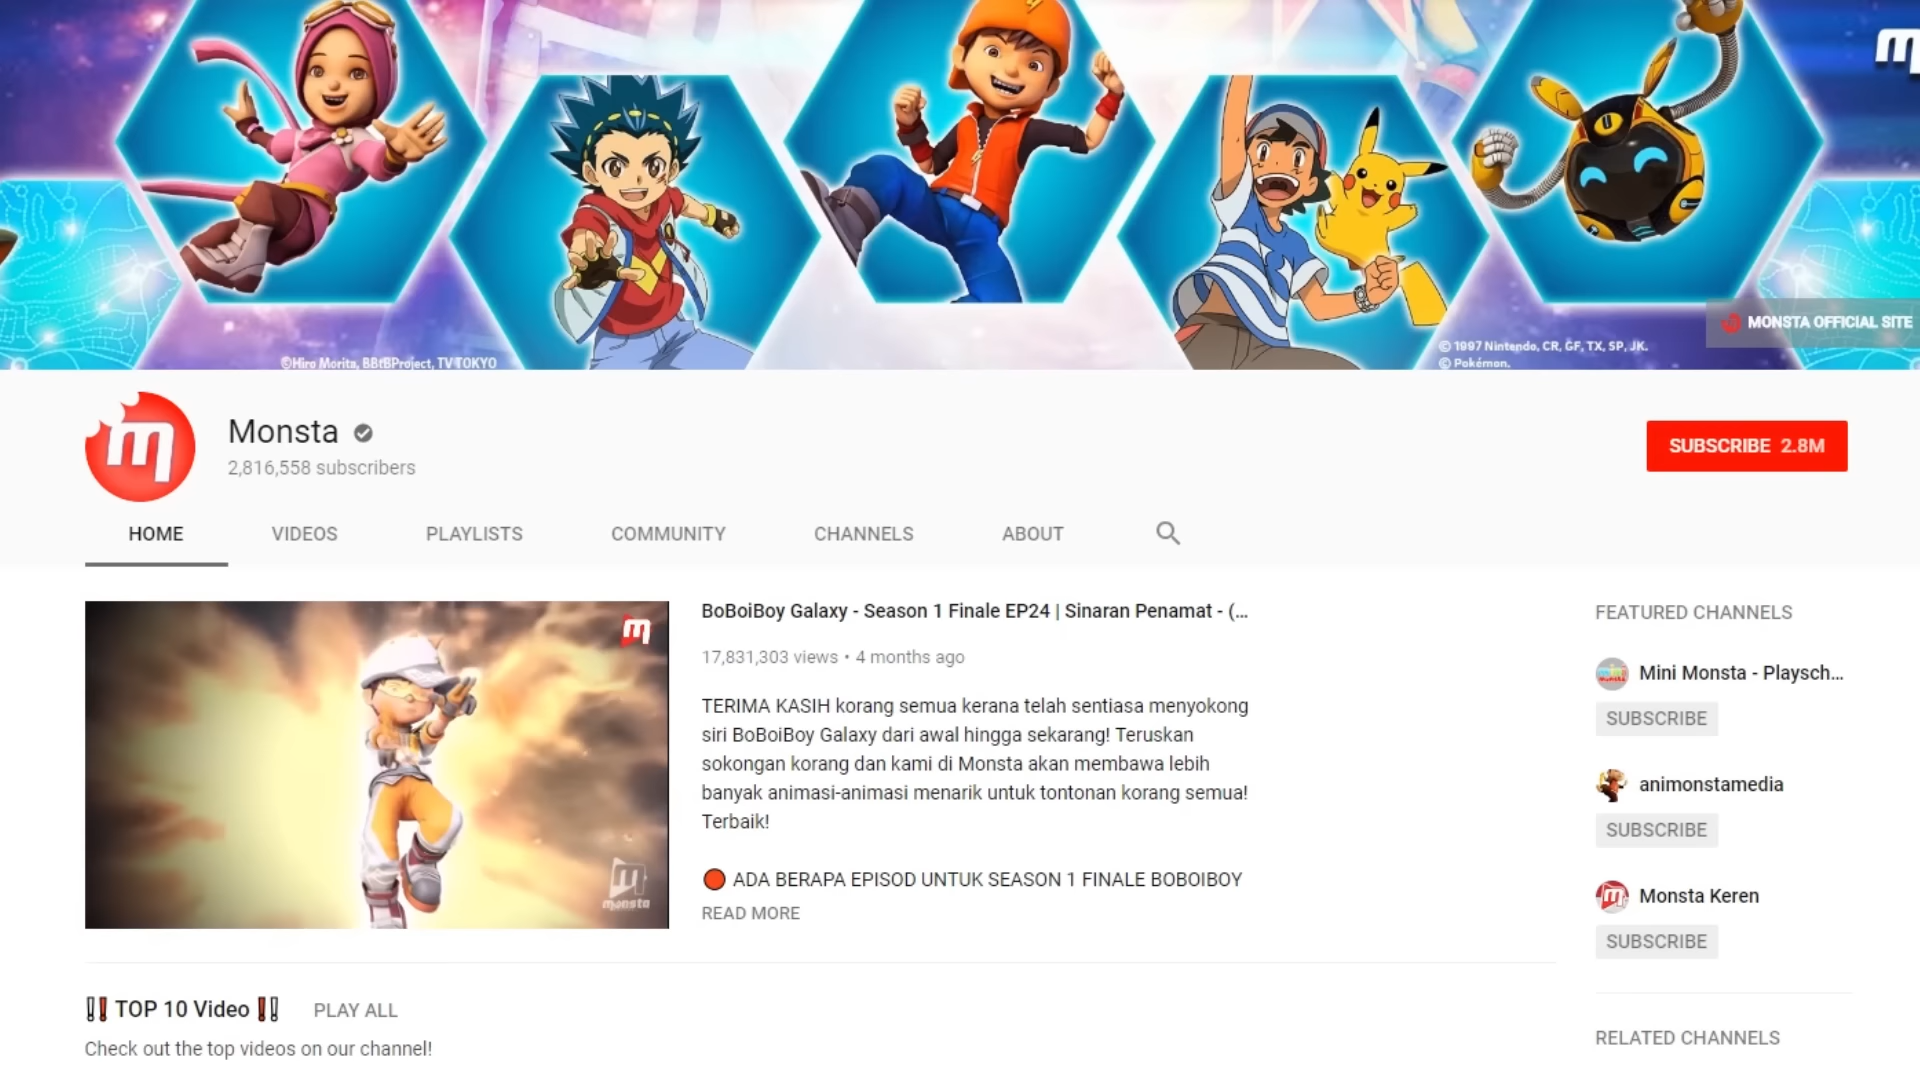 ©Hiro Morita, BBtBProject, TV TOKYO
© 1997 Nintendo, CR, GF, TX, SP, JK.
© Pokémon.
MONSTA OFFICIAL SITE
Monsta
2,816,558 subscribers
SUBSCRIBE 2.8M
HOME VIDEOS PLAYLISTS COMMUNITY CHANNELS ABOUT
m
monsta
BoBoiBoy Galaxy - Season 1 Finale EP24 | Sinaran Penamat - (...
17,831,303 views • 4 months ago
TERIMA KASIH korang semua kerana telah sentiasa menyokong
siri BoBoiBoy Galaxy dari awal hingga sekarang! Teruskan
sokongan korang dan kami di Monsta akan membawa lebih
banyak animasi-animasi menarik untuk tontonan korang semua!
Terbaik!
🔴 ADA BERAPA EPISOD UNTUK SEASON 1 FINALE BOBOIBOY
READ MORE
FEATURED CHANNELS
Mini Monsta - Playsch...
SUBSCRIBE
animonstamedia
SUBSCRIBE
Monsta Keren
SUBSCRIBE
RELATED CHANNELS
‼️ TOP 10 Video ‼️ PLAY ALL
Check out the top videos on our channel!